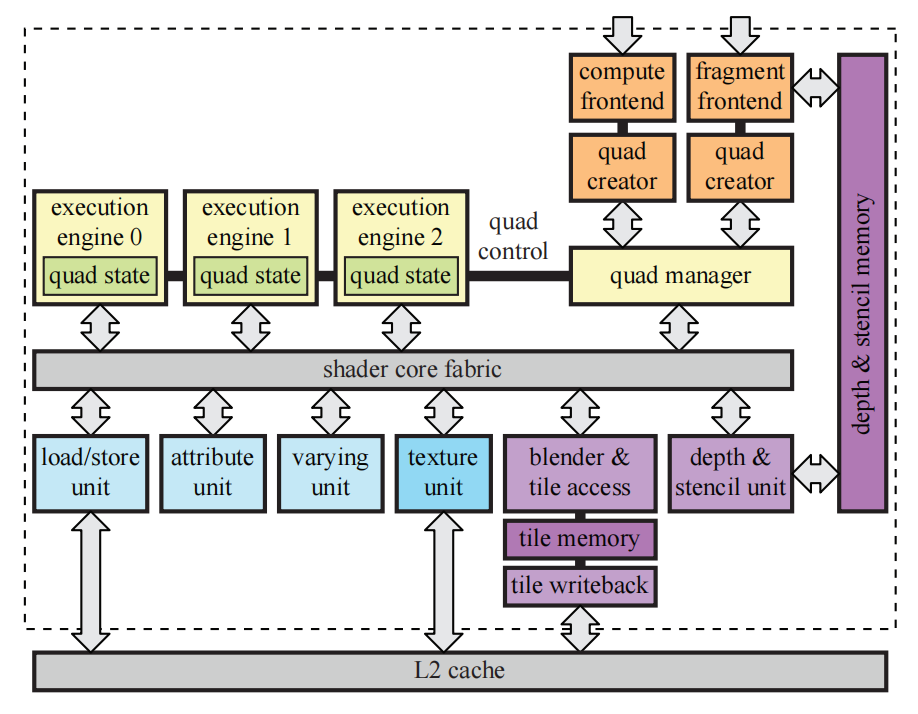 compute
frontend
fragment
frontend
quad
creator
quad
creator
execution
engine 0
quad state
execution
engine 1
quad state
execution
engine 2
quad state
quad
control
quad manager
depth & stencil memory
shader core fabric
load/store
unit
attribute
unit
varying
unit
texture
unit
blender &
tile access
depth &
stencil unit
tile memory
tile writeback
L2 cache